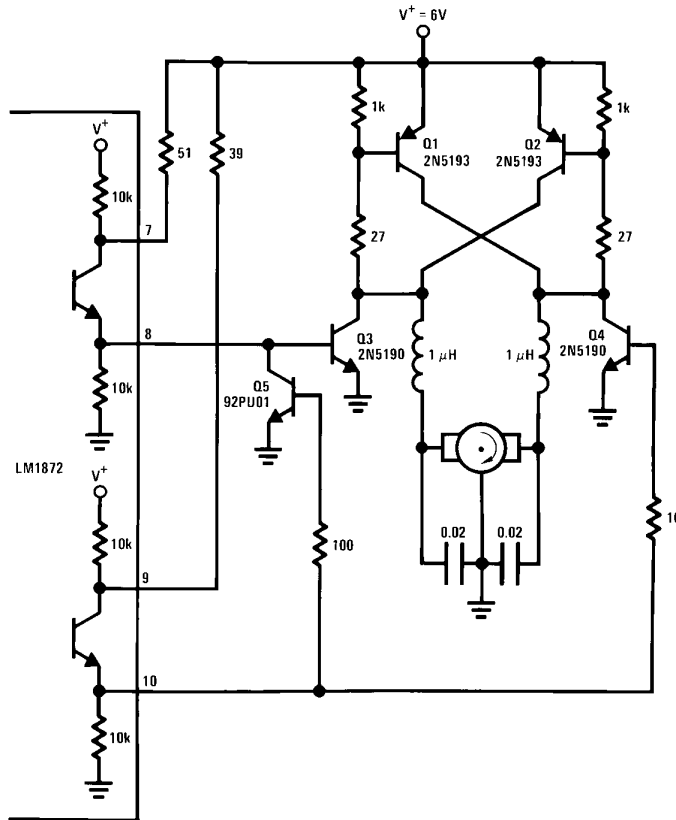 V+ = 6V
1k
1k
Q1
2N5193
Q2
2N5193
51
39
V+
10k
7
27
27
8
Q3
2N5190
1 μH
1 μH
Q4
2N5190
10k
Q5
92PU01
LM1872
V+
10k
0.02
0.02
100
9
10
10k